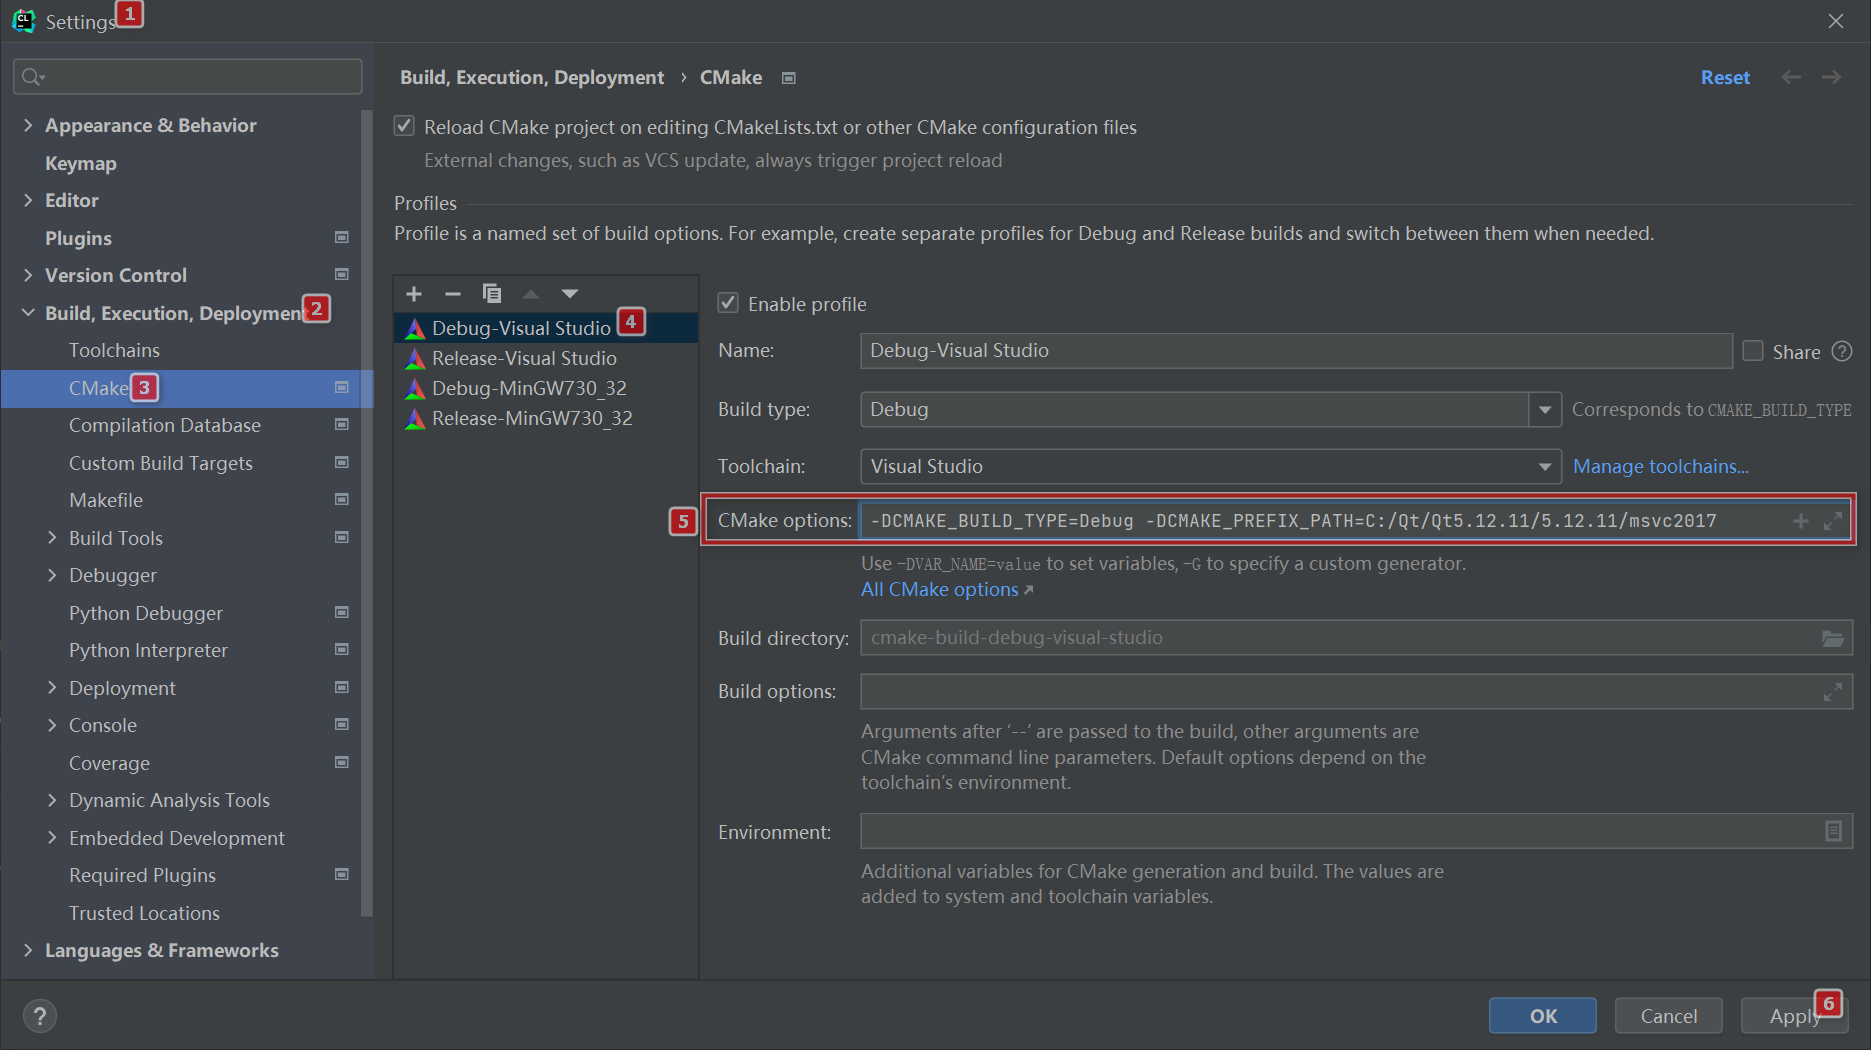 Settings 1
Build, Execution, Deployment › CMake
Reset
Appearance & Behavior
Keymap
Editor
Plugins
Version Control
Build, Execution, Deployment 2
Toolchains
CMake 3
Compilation Database
Custom Build Targets
Makefile
Build Tools
Debugger
Python Debugger
Python Interpreter
Deployment
Console
Coverage
Dynamic Analysis Tools
Embedded Development
Required Plugins
Trusted Locations
Languages & Frameworks
Reload CMake project on editing CMakeLists.txt or other CMake configuration files
External changes, such as VCS update, always trigger project reload
Profiles
Profile is a named set of build options. For example, create separate profiles for Debug and Release builds and switch between them when needed.
Debug-Visual Studio 4
Release-Visual Studio
Debug-MinGW730_32
Release-MinGW730_32
Enable profile
Name: Debug-Visual Studio Share ?
Build type: Debug Corresponds to CMAKE_BUILD_TYPE
Toolchain: Visual Studio Manage toolchains...
5 CMake options: -DCMAKE_BUILD_TYPE=Debug -DCMAKE_PREFIX_PATH=C:/Qt/Qt5.12.11/5.12.11/msvc2017
Use -DVAR_NAME=value to set variables, -G to specify a custom generator.
All CMake options ↗
Build directory: cmake-build-debug-visual-studio
Build options:
Arguments after ‘--’ are passed to the build, other arguments are
CMake command line parameters. Default options depend on the
toolchain’s environment.
Environment:
Additional variables for CMake generation and build. The values are
added to system and toolchain variables.
? OK Cancel Apply 6